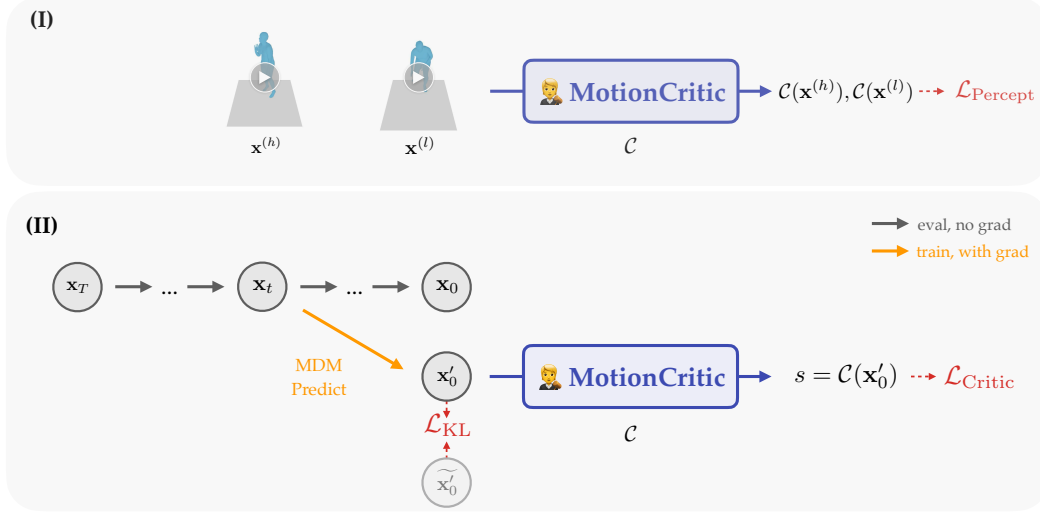 (I)
x^(h)
x^(l)
MotionCritic
C
C(x^(h)), C(x^(l))
L_Percept
(II)
eval, no grad
train, with grad
x_T
...
x_t
...
x_0
MDM
Predict
x′_0
MotionCritic
C
s = C(x′_0)
L_Critic
L_KL
x̃′_0